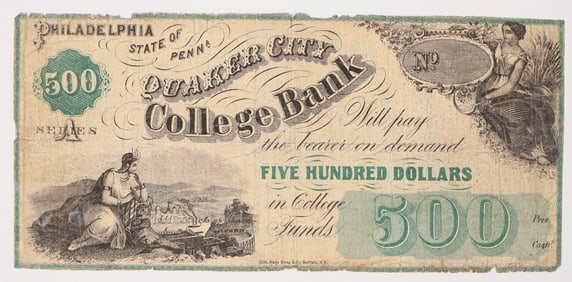 PHILADELPHIA
STATE OF PENNA.
QUAKER CITY
College Bank
No
500
SERIES
A
Will pay
the bearer on demand
FIVE HUNDRED DOLLARS
in College
Funds
500
Pres.
Cash.